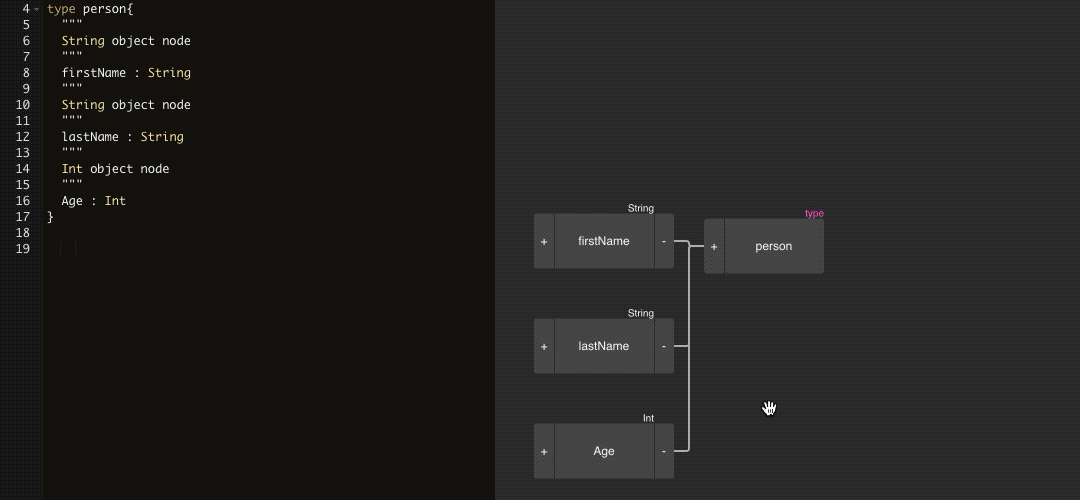 4 type person{
5 """
6 String object node
7 """
8 firstName : String
9 """
10 String object node
11 """
12 lastName : String
13 """
14 Int object node
15 """
16 Age : Int
17 }
18
19
String
+ firstName -
type
+ person
String
+ lastName -
Int
+ Age -